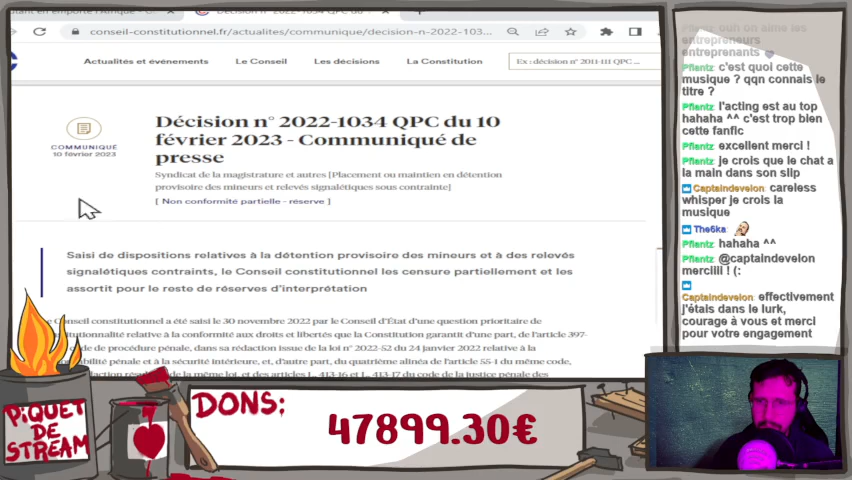 conseil-constitutionnel.fr/actualites/communique/decision-n-2022-103...
Actualités et événements
Le Conseil
Les décisions
La Constitution
Ex : décision n° 2011-111 QPC ...
COMMUNIQUÉ
10 février 2023
Décision n° 2022-1034 QPC du 10
février 2023 - Communiqué de
presse
Syndicat de la magistrature et autres [Placement ou maintien en détention
provisoire des mineurs et relevés signalétiques sous contrainte]
[ Non conformité partielle - réserve ]
Saisi de dispositions relatives à la détention provisoire des mineurs et à des relevés
signalétiques contraints, le Conseil constitutionnel les censure partiellement et les
assortit pour le reste de réserves d'interprétation
Conseil constitutionnel a été saisi le 30 novembre 2022 par le Conseil d'État d'une question prioritaire de
relative à la conformité aux droits et libertés que la Constitution garantit d'une part, de l'article 397-
de procédure pénale, dans sa rédaction issue de la loi n° 2022-52 du 24 janvier 2022 relative à la
pénale et à la sécurité intérieure, et, d'autre part, du quatrième alinéa de l'article 55-1 du même code,
de la même loi, et des articles L. 413-16 et L. 413-17 du code de la justice pénale des
ouh on aime les
entrepreneurs
entreprenants
Pflantz: c'est quoi cette
musique ? qqn connais le
titre ?
Pflantz: l'acting est au top
hahaha ^^ c'est trop bien
cette fanfic
Pflantz: excellent merci !
Pflantz: je crois que le chat a
la main dans son slip
Captaindevelon: careless
whisper je crois la
musique
The6ka:
Pflantz: hahaha ^^
Pflantz: @captaindevelon
merciiii ! (:
Captaindevelon: effectivement
j'étais dans le lurk,
courage à vous et merci
pour votre engagement
PIQUET
DE
STREAM
DONS:
47899.30€